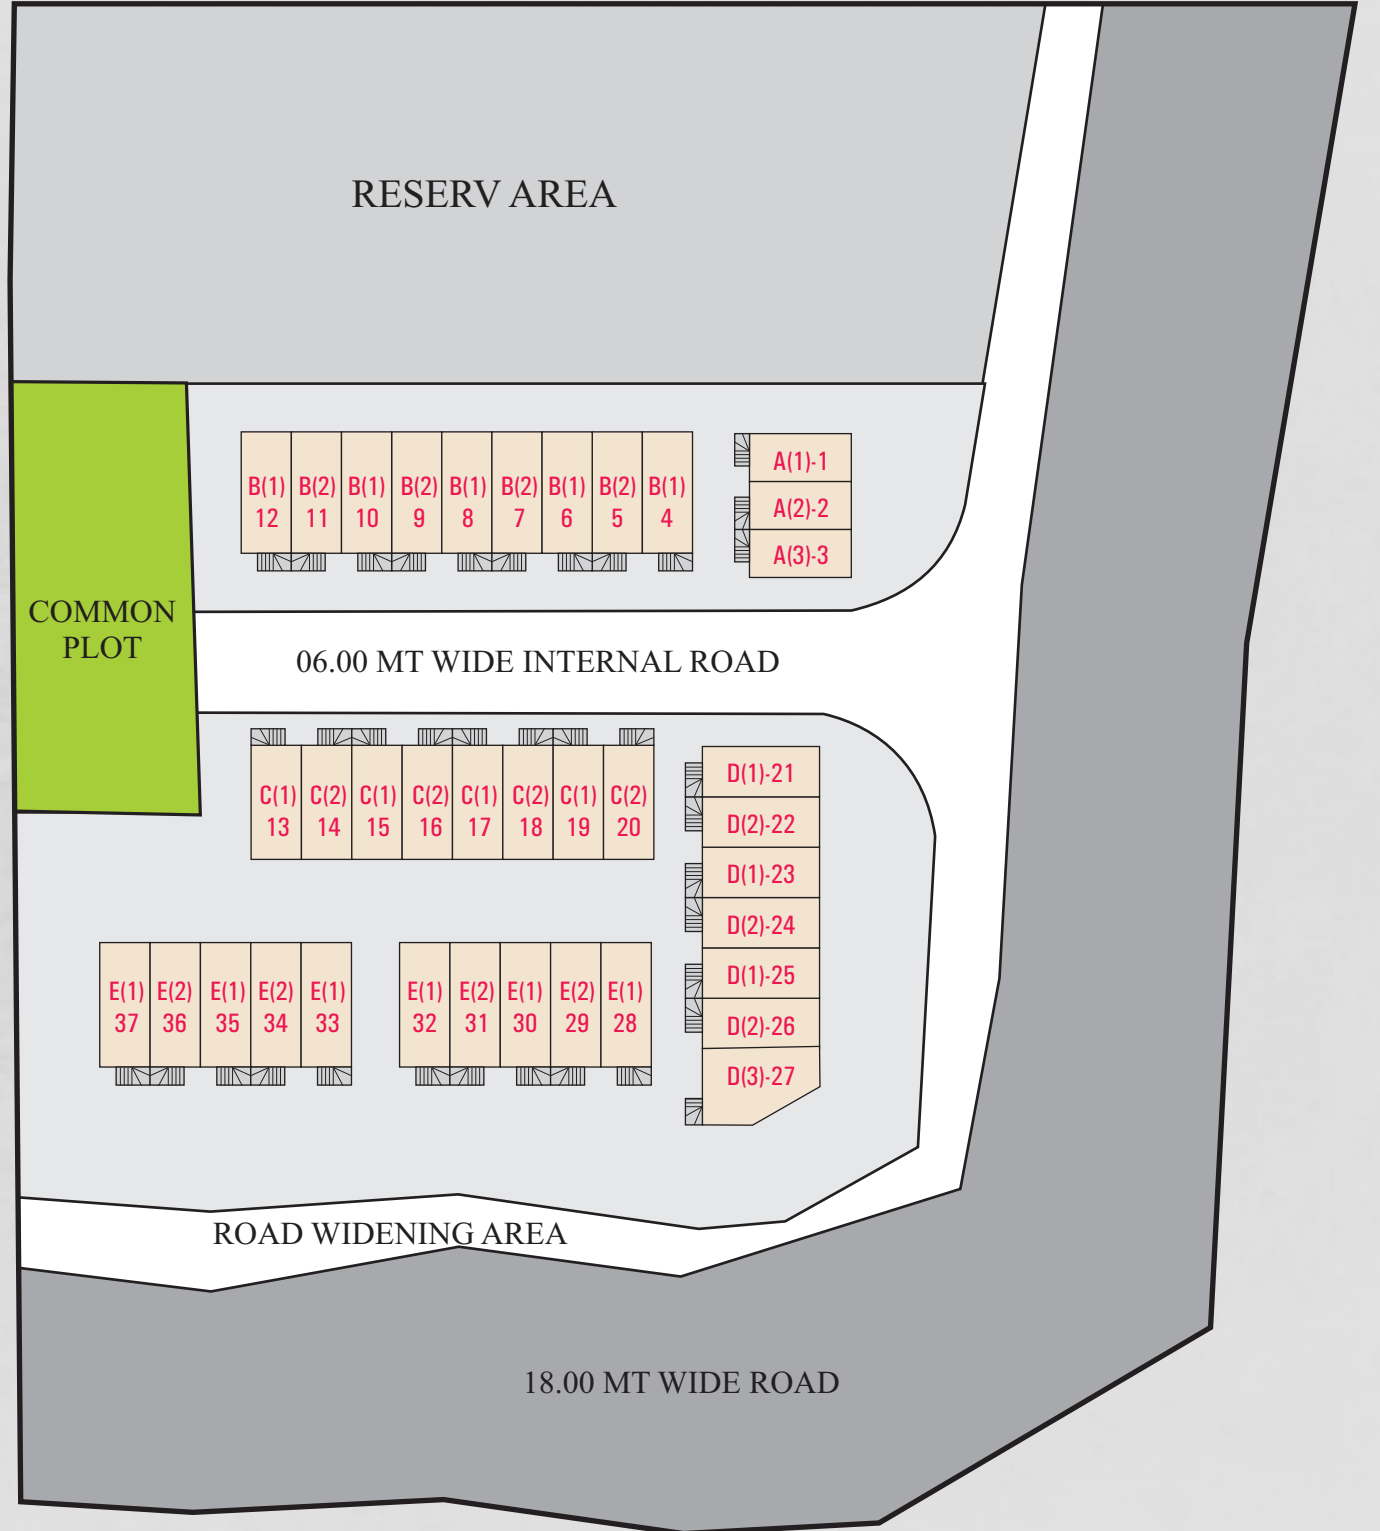 RESERV AREA
B(1) B(2) B(1) B(2) B(1) B(2) B(1) B(2) B(1)
12 11 10 9 8 7 6 5 4
A(1)-1
A(2)-2
A(3)-3
COMMON
PLOT
06.00 MT WIDE INTERNAL ROAD
C(1) C(2) C(1) C(2) C(1) C(2) C(1) C(2)
13 14 15 16 17 18 19 20
D(1)-21
D(2)-22
D(1)-23
D(2)-24
D(1)-25
D(2)-26
D(3)-27
E(1) E(2) E(1) E(2) E(1) E(1) E(2) E(1) E(2) E(1)
37 36 35 34 33 32 31 30 29 28
ROAD WIDENING AREA
18.00 MT WIDE ROAD